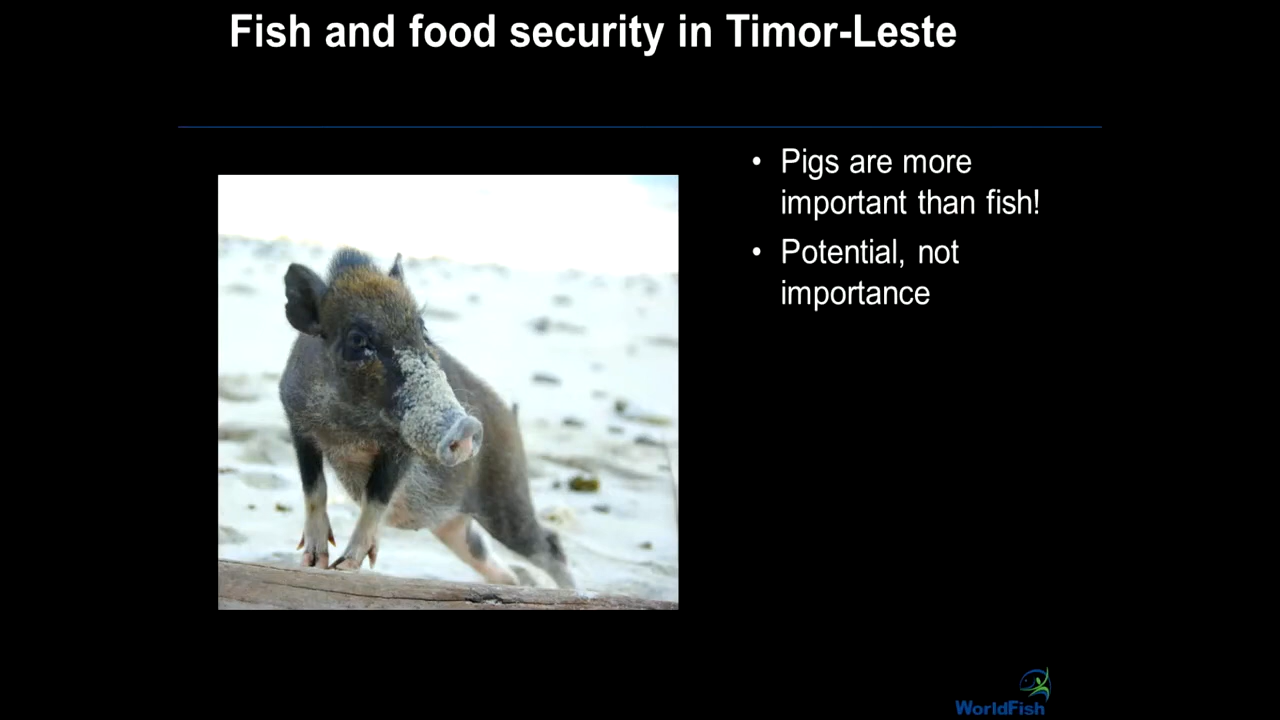 Fish and food security in Timor-Leste
• Pigs are more
important than fish!
• Potential, not
importance
WorldFish